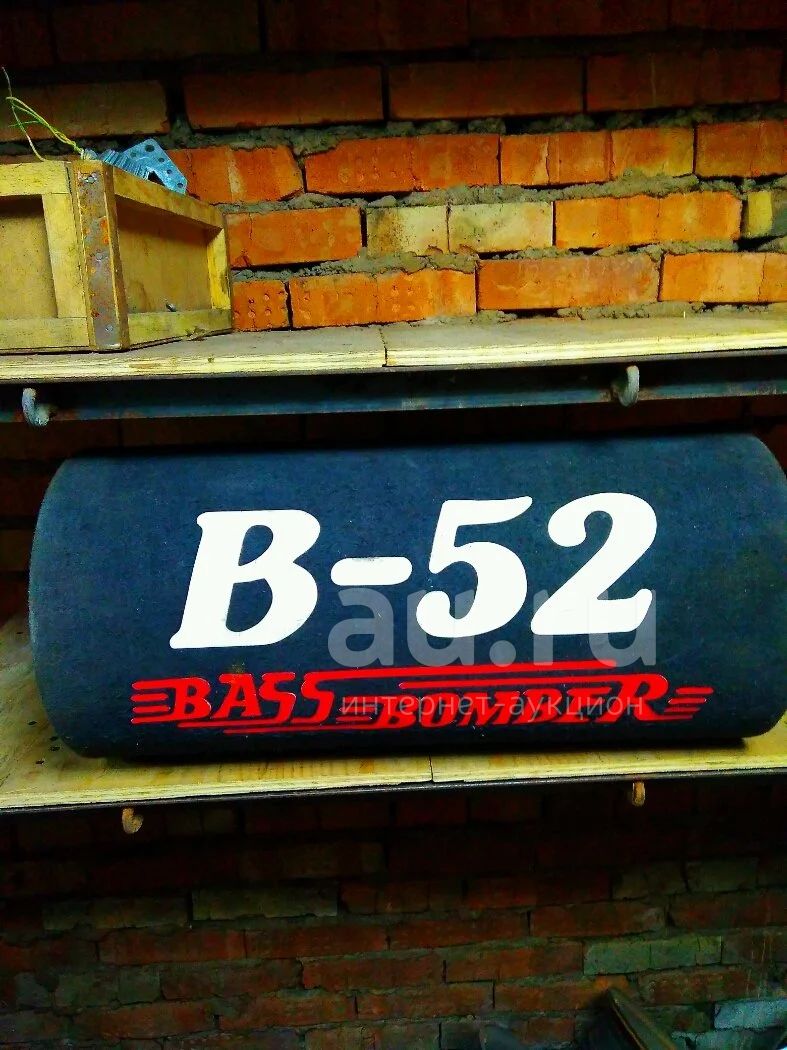 B-52
au.ru
BASS BOMBER
интернет-аукцион